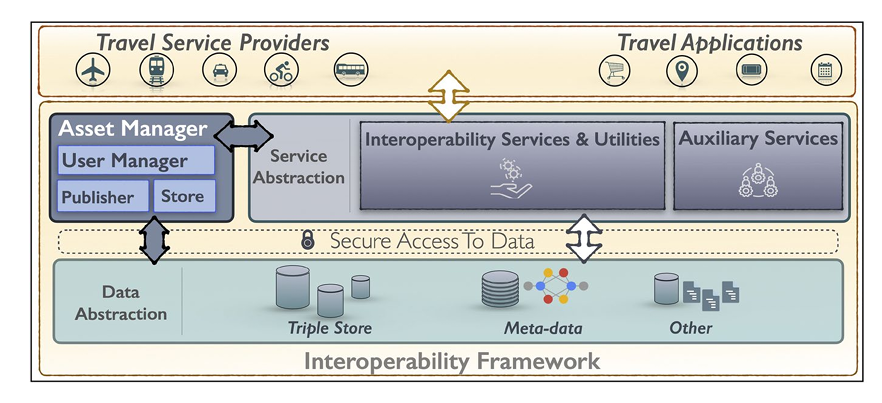 Travel Service Providers
Travel Applications
Asset Manager
User Manager
Publisher
Store
Service
Abstraction
Interoperability Services & Utilities
Auxiliary Services
Secure Access To Data
Data
Abstraction
Triple Store
Meta-data
Other
Interoperability Framework